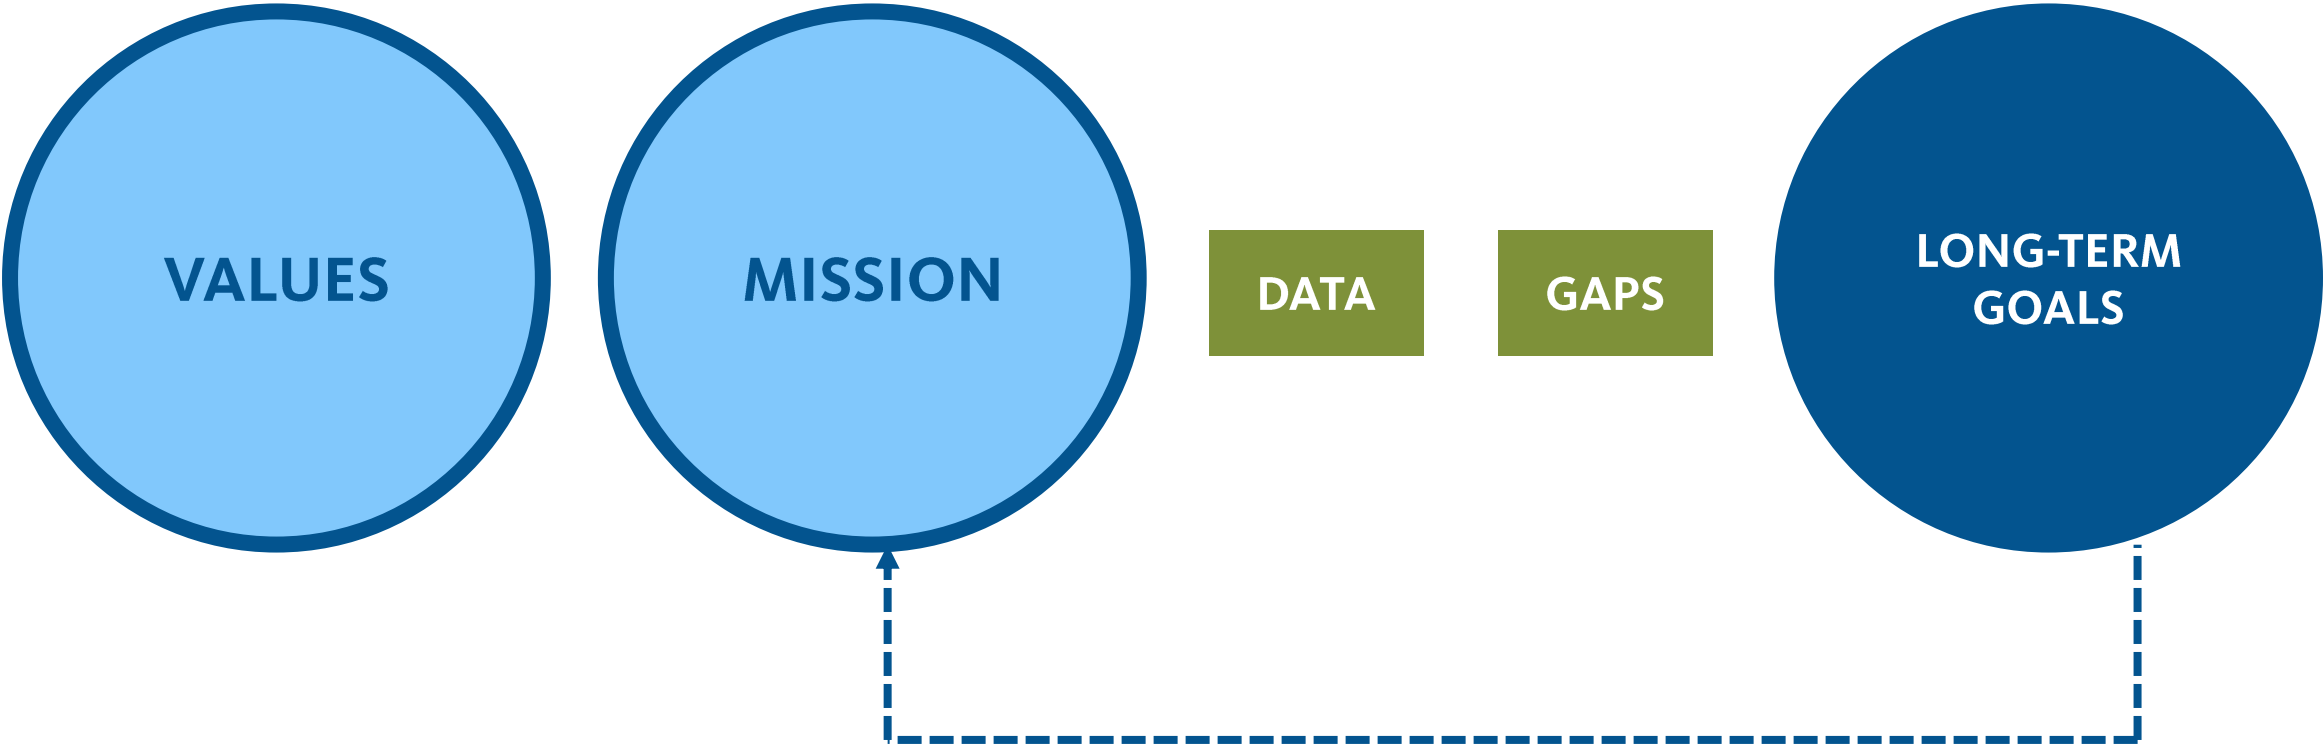 VALUES
MISSION
DATA
GAPS
LONG-TERM
GOALS